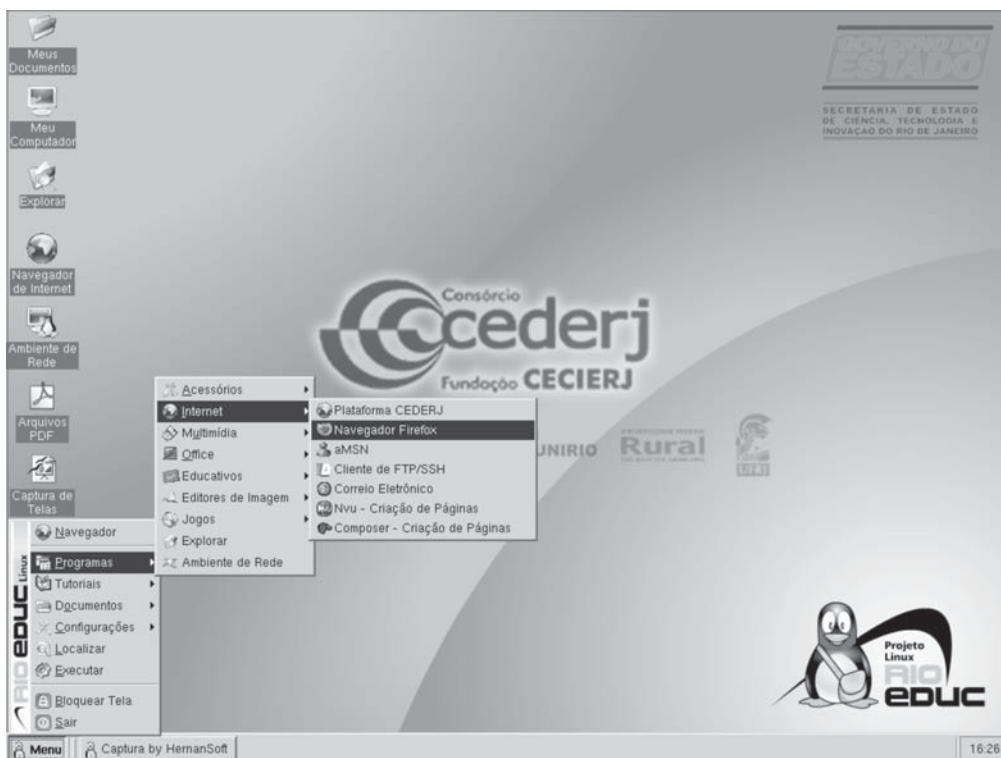 Meus
Documentos
Meu
Computador
Explorar
Navegador
de Internet
Ambiente de
Rede
Arquivos
PDF
Captura de
Telas
GOVERNO DO
ESTADO
SECRETARIA DE ESTADO
DE CIÊNCIA, TECNOLOGIA E
INOVAÇÃO DO RIO DE JANEIRO
Consórcio
cederj
Fundação CECIERJ
UNIRIO
Rural
UFRJ
Navegador
Programas
Tutoriais
Documentos
Configurações
Localizar
Executar
Bloquear Tela
Sair
RIO EDUC Linux
Acessórios
Internet
Multimídia
Office
Educativos
Editores de Imagem
Jogos
Explorar
Ambiente de Rede
Plataforma CEDERJ
Navegador Firefox
aMSN
Cliente de FTP/SSH
Correio Eletrônico
Nvu - Criação de Páginas
Composer - Criação de Páginas
Projeto
Linux
RIO
eDUC
Menu
Captura by HernanSoft
16:26